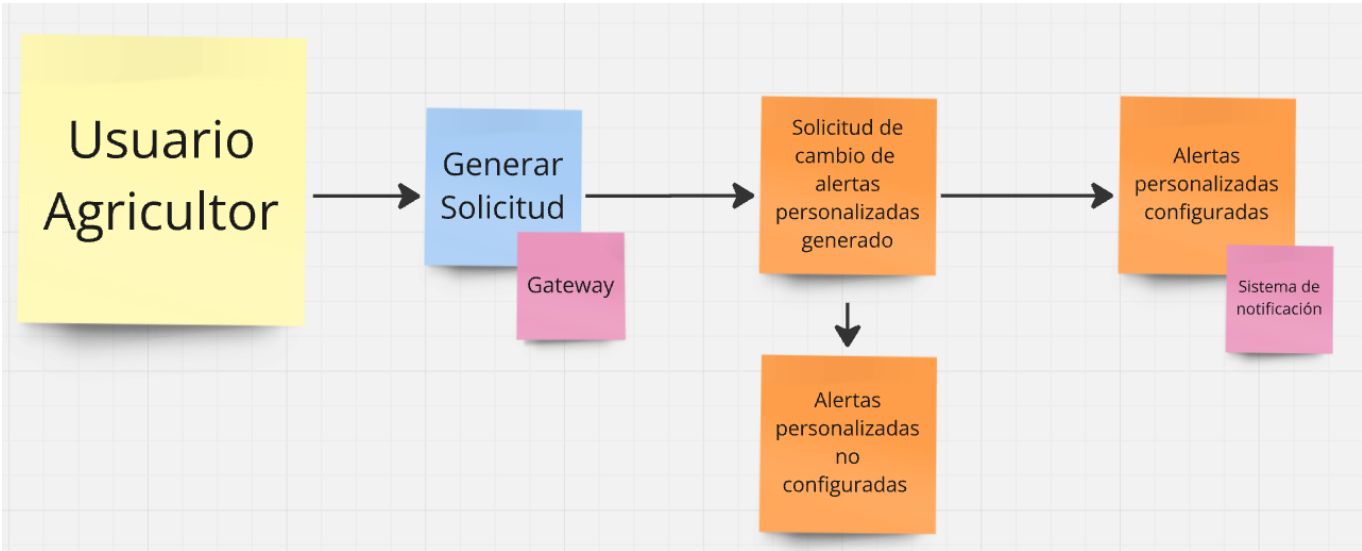 Usuario
Agricultor
Generar
Solicitud
Gateway
Solicitud de
cambio de
alertas
personalizadas
generado
Alertas
personalizadas
configuradas
Sistema de
notificación
Alertas
personalizadas
no
configuradas